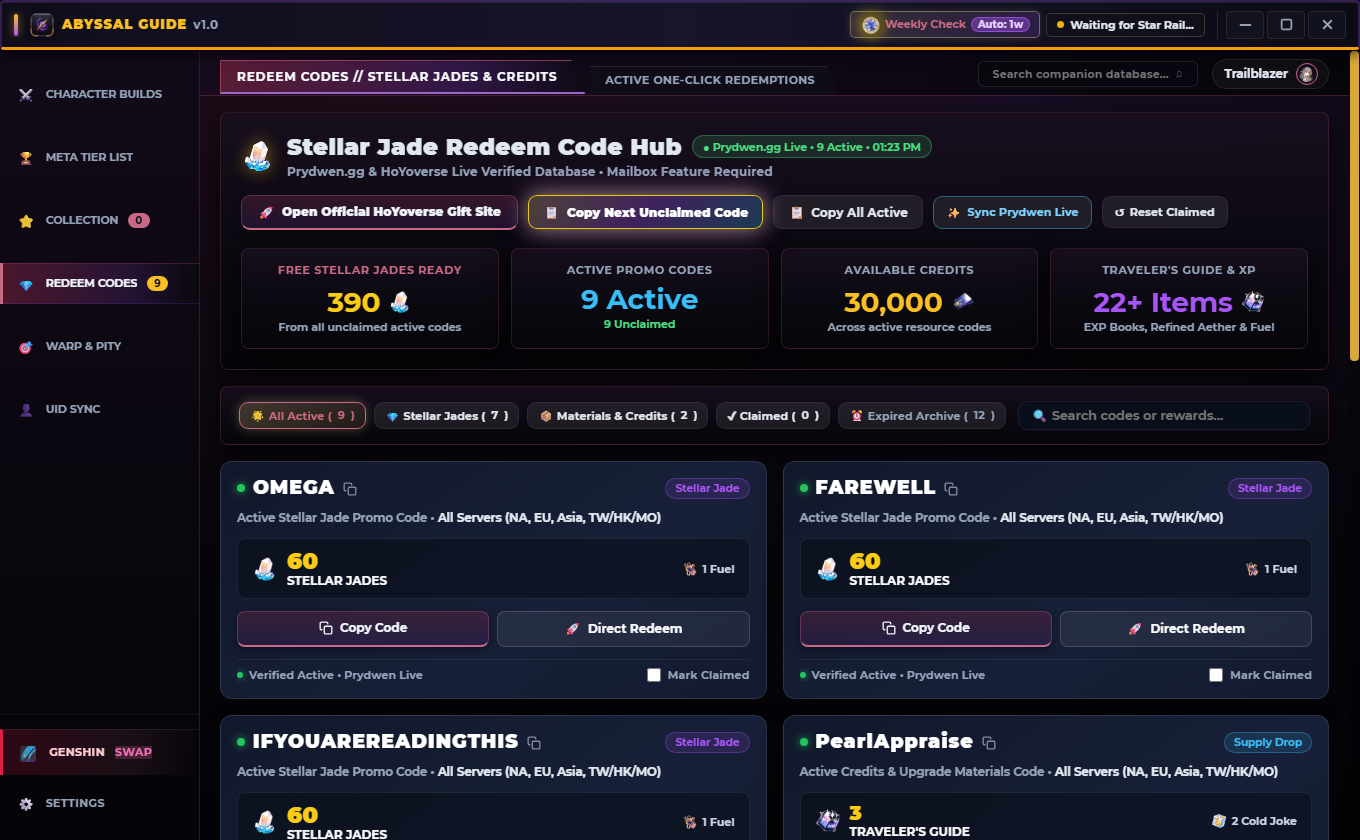 ABYSSAL GUIDE v1.0
Weekly Check Auto: 1w
Waiting for Star Rail...
CHARACTER BUILDS
META TIER LIST
COLLECTION 0
REDEEM CODES 9
WARP & PITY
UID SYNC
GENSHIN SWAP
SETTINGS
REDEEM CODES // STELLAR JADES & CREDITS
ACTIVE ONE-CLICK REDEMPTIONS
Search companion database...
Trailblazer
Stellar Jade Redeem Code Hub
● Prydwen.gg Live • 9 Active • 01:23 PM
Prydwen.gg & HoYoverse Live Verified Database • Mailbox Feature Required
Open Official HoYoverse Gift Site
Copy Next Unclaimed Code
Copy All Active
Sync Prydwen Live
↺ Reset Claimed
FREE STELLAR JADES READY
390
From all unclaimed active codes
ACTIVE PROMO CODES
9 Active
9 Unclaimed
AVAILABLE CREDITS
30,000
Across active resource codes
TRAVELER'S GUIDE & XP
22+ Items
EXP Books, Refined Aether & Fuel
All Active ( 9 )
Stellar Jades ( 7 )
Materials & Credits ( 2 )
✓ Claimed ( 0 )
Expired Archive ( 12 )
Search codes or rewards...
OMEGA
Stellar Jade
Active Stellar Jade Promo Code • All Servers (NA, EU, Asia, TW/HK/MO)
60
STELLAR JADES
1 Fuel
Copy Code
Direct Redeem
Verified Active • Prydwen Live
Mark Claimed
FAREWELL
Stellar Jade
Active Stellar Jade Promo Code • All Servers (NA, EU, Asia, TW/HK/MO)
60
STELLAR JADES
1 Fuel
Copy Code
Direct Redeem
Verified Active • Prydwen Live
Mark Claimed
IFYOUAREREADINGTHIS
Stellar Jade
Active Stellar Jade Promo Code • All Servers (NA, EU, Asia, TW/HK/MO)
60
STELLAR JADES
1 Fuel
PearlAppraise
Supply Drop
Active Credits & Upgrade Materials Code • All Servers (NA, EU, Asia, TW/HK/MO)
3
TRAVELER'S GUIDE
2 Cold Joke